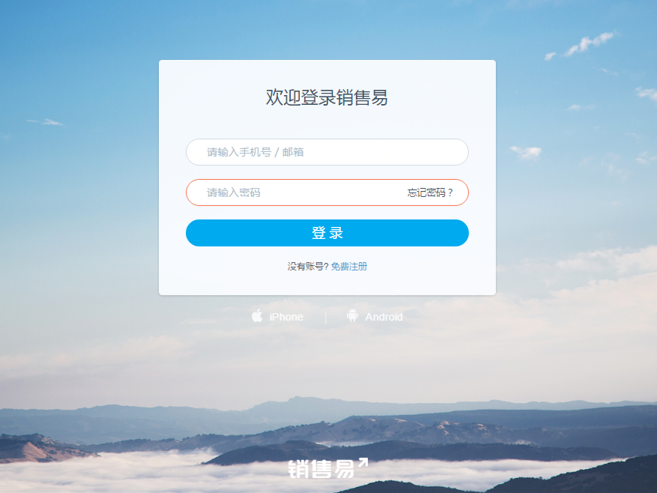 欢迎登录销售易
请输入手机号 / 邮箱
请输入密码 忘记密码？
登 录
没有账号? 免费注册
iPhone | Android
销售易